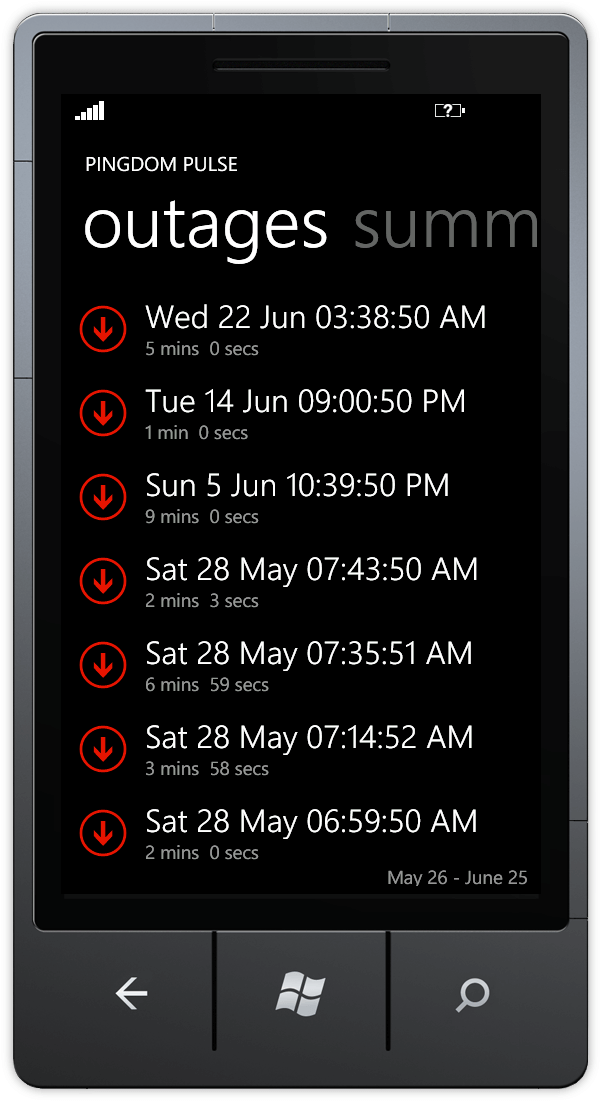 PINGDOM PULSE
outages summ
Wed 22 Jun 03:38:50 AM
5 mins 0 secs
Tue 14 Jun 09:00:50 PM
1 min 0 secs
Sun 5 Jun 10:39:50 PM
9 mins 0 secs
Sat 28 May 07:43:50 AM
2 mins 3 secs
Sat 28 May 07:35:51 AM
6 mins 59 secs
Sat 28 May 07:14:52 AM
3 mins 58 secs
Sat 28 May 06:59:50 AM
2 mins 0 secs
May 26 - June 25